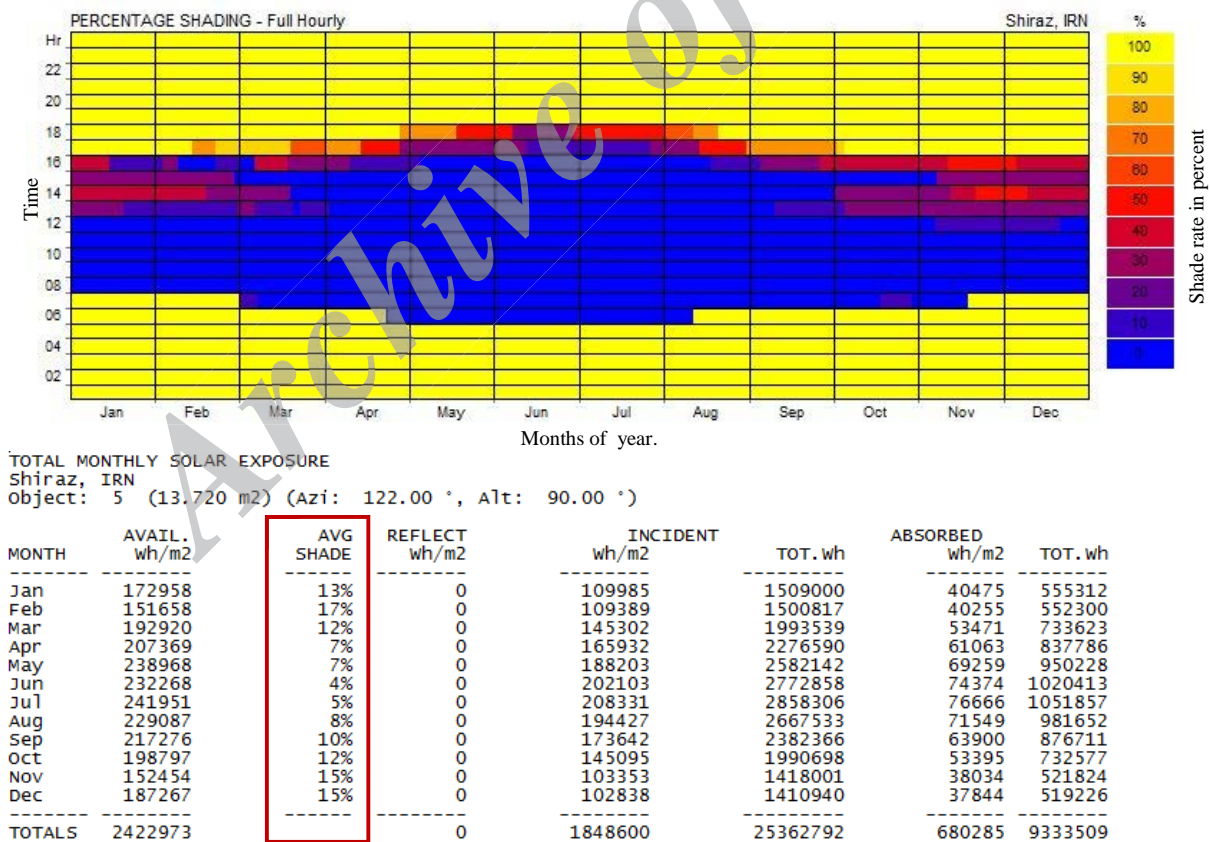 PERCENTAGE SHADING - Full Hourly Shiraz, IRN %
Hr
22
20
18
16
14
12
10
08
06
04
02
Time
100
90
80
70
60
50
40
30
20
10
0
Shade rate in percent
Jan Feb Mar Apr May Jun Jul Aug Sep Oct Nov Dec
Months of year.
Archive of
TOTAL MONTHLY SOLAR EXPOSURE
Shiraz, IRN
Object: 5 (13.720 m2) (Azi: 122.00 °, Alt: 90.00 °)
AVAIL. AVG REFLECT INCIDENT ABSORBED
MONTH Wh/m2 SHADE Wh/m2 Wh/m2 TOT.Wh Wh/m2 TOT.Wh
------- -------- ------ -------- -------- ---------- ------- --------
Jan 172958 13% 0 109985 1509000 40475 555312
Feb 151658 17% 0 109389 1500817 40255 552300
Mar 192920 12% 0 145302 1993539 53471 733623
Apr 207369 7% 0 165932 2276590 61063 837786
May 238968 7% 0 188203 2582142 69259 950228
Jun 232268 4% 0 202103 2772858 74374 1020413
Jul 241951 5% 0 208331 2858306 76666 1051857
Aug 229087 8% 0 194427 2667533 71549 981652
Sep 217276 10% 0 173642 2382366 63900 876711
Oct 198797 12% 0 145095 1990698 53395 732577
Nov 152454 15% 0 103353 1418001 38034 521824
Dec 187267 15% 0 102838 1410940 37844 519226
------- -------- ------ -------- -------- ---------- ------- --------
TOTALS 2422973 0 1848600 25362792 680285 9333509